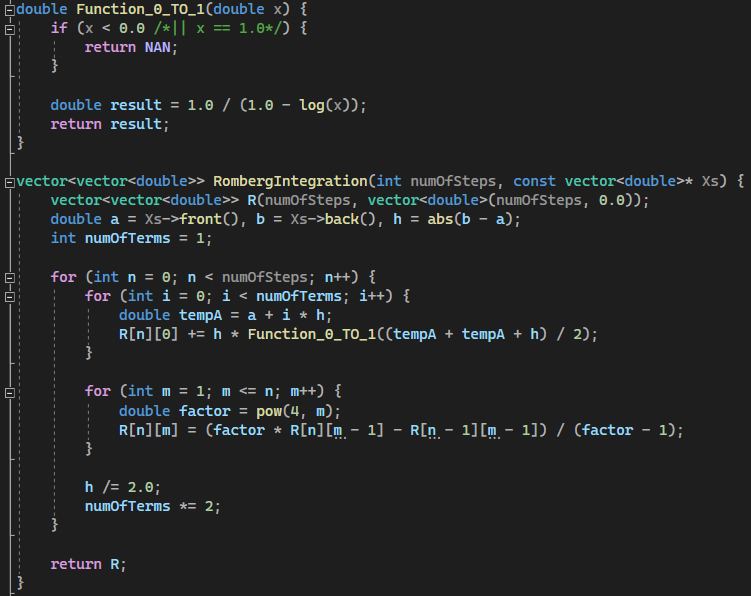 double Function_0_TO_1(double x) {
    if (x < 0.0 /*|| x == 1.0*/) {
        return NAN;
    }

    double result = 1.0 / (1.0 - log(x));
    return result;
}

vector<vector<double>> RombergIntegration(int numOfSteps, const vector<double>* Xs) {
    vector<vector<double>> R(numOfSteps, vector<double>(numOfSteps, 0.0));
    double a = Xs->front(), b = Xs->back(), h = abs(b - a);
    int numOfTerms = 1;

    for (int n = 0; n < numOfSteps; n++) {
        for (int i = 0; i < numOfTerms; i++) {
            double tempA = a + i * h;
            R[n][0] += h * Function_0_TO_1((tempA + tempA + h) / 2);
        }

        for (int m = 1; m <= n; m++) {
            double factor = pow(4, m);
            R[n][m] = (factor * R[n][m - 1] - R[n - 1][m - 1]) / (factor - 1);
        }

        h /= 2.0;
        numOfTerms *= 2;
    }

    return R;
}